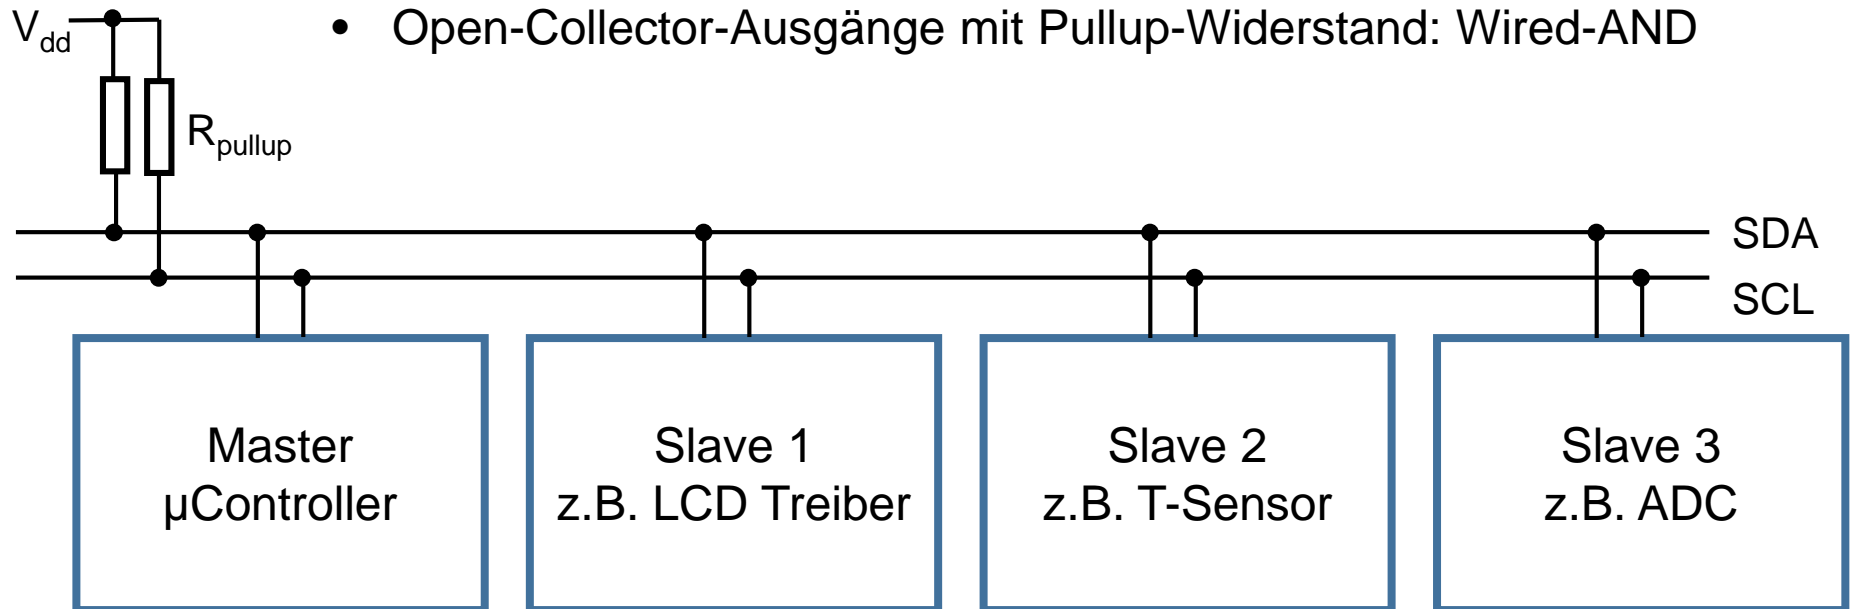 • Open-Collector-Ausgänge mit Pullup-Widerstand: Wired-AND
Vdd
Rpullup
SDA
SCL
Master
µController
Slave 1
z.B. LCD Treiber
Slave 2
z.B. T-Sensor
Slave 3
z.B. ADC